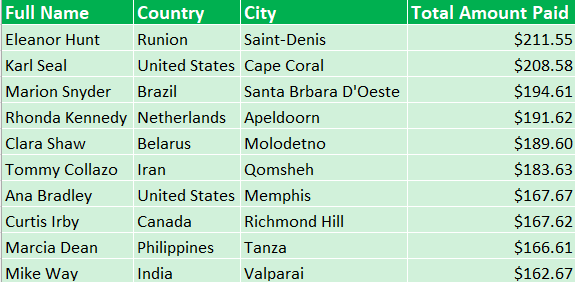 Full Name Country City Total Amount Paid
Eleanor Hunt Runion Saint-Denis $211.55
Karl Seal United States Cape Coral $208.58
Marion Snyder Brazil Santa Brbara D'Oeste $194.61
Rhonda Kennedy Netherlands Apeldoorn $191.62
Clara Shaw Belarus Molodetno $189.60
Tommy Collazo Iran Qomsheh $183.63
Ana Bradley United States Memphis $167.67
Curtis Irby Canada Richmond Hill $167.62
Marcia Dean Philippines Tanza $166.61
Mike Way India Valparai $162.67